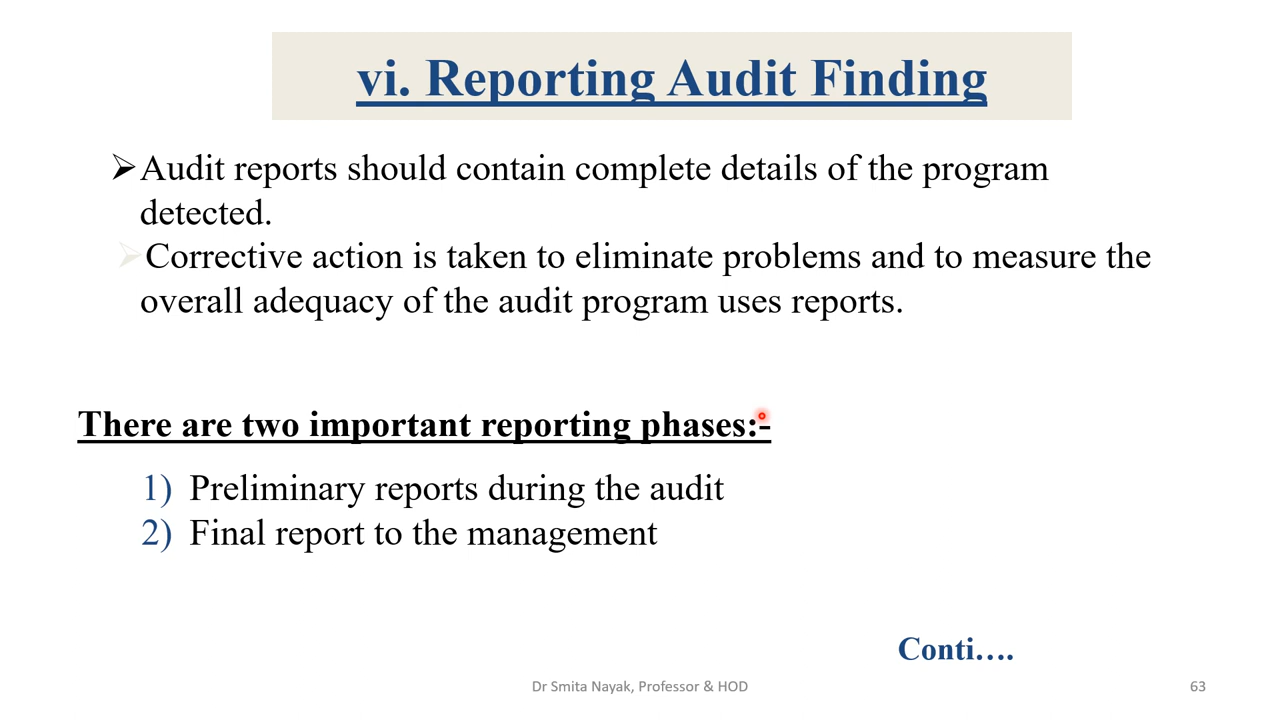 vi. Reporting Audit Finding
➢Audit reports should contain complete details of the program
detected.
➢Corrective action is taken to eliminate problems and to measure the
overall adequacy of the audit program uses reports.
There are two important reporting phases:-
1) Preliminary reports during the audit
2) Final report to the management
Conti….
Dr Smita Nayak, Professor & HOD
63